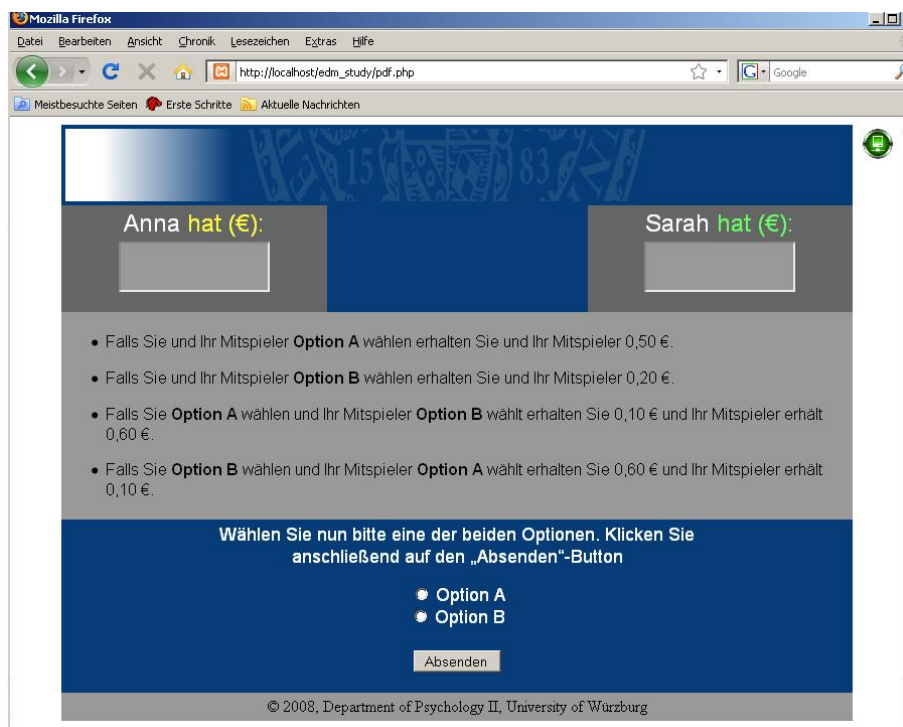 Mozilla Firefox
Datei Bearbeiten Ansicht Chronik Lesezeichen Extras Hilfe
http://localhost/edm_study/pdf.php
G Google
Meistbesuchte Seiten Erste Schritte Aktuelle Nachrichten
15 83
Anna hat (€): Sarah hat (€):
• Falls Sie und Ihr Mitspieler Option A wählen erhalten Sie und Ihr Mitspieler 0,50 €.
• Falls Sie und Ihr Mitspieler Option B wählen erhalten Sie und Ihr Mitspieler 0,20 €.
• Falls Sie Option A wählen und Ihr Mitspieler Option B wählt erhalten Sie 0,10 € und Ihr Mitspieler erhält
0,60 €.
• Falls Sie Option B wählen und Ihr Mitspieler Option A wählt erhalten Sie 0,60 € und Ihr Mitspieler erhält
0,10 €.
Wählen Sie nun bitte eine der beiden Optionen. Klicken Sie
anschließend auf den „Absenden“-Button
Option A
Option B
Absenden
© 2008, Department of Psychology II, University of Würzburg